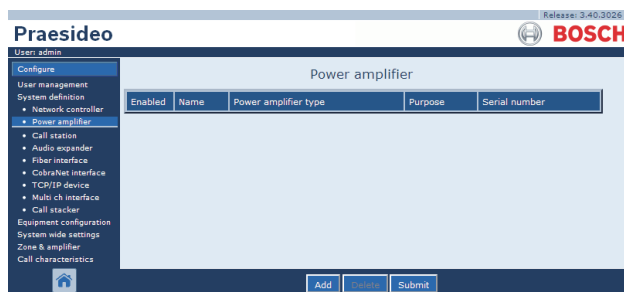 Release: 3.40.3026
Praesideo
BOSCH
User: admin
Configure
User management
System definition
• Network controller
• Power amplifier
• Call station
• Audio expander
• Fiber interface
• CobraNet interface
• TCP/IP device
• Multi ch interface
• Call stacker
Equipment configuration
System wide settings
Zone & amplifier
Call characteristics
Power amplifier
Enabled Name Power amplifier type Purpose Serial number
Add Delete Submit